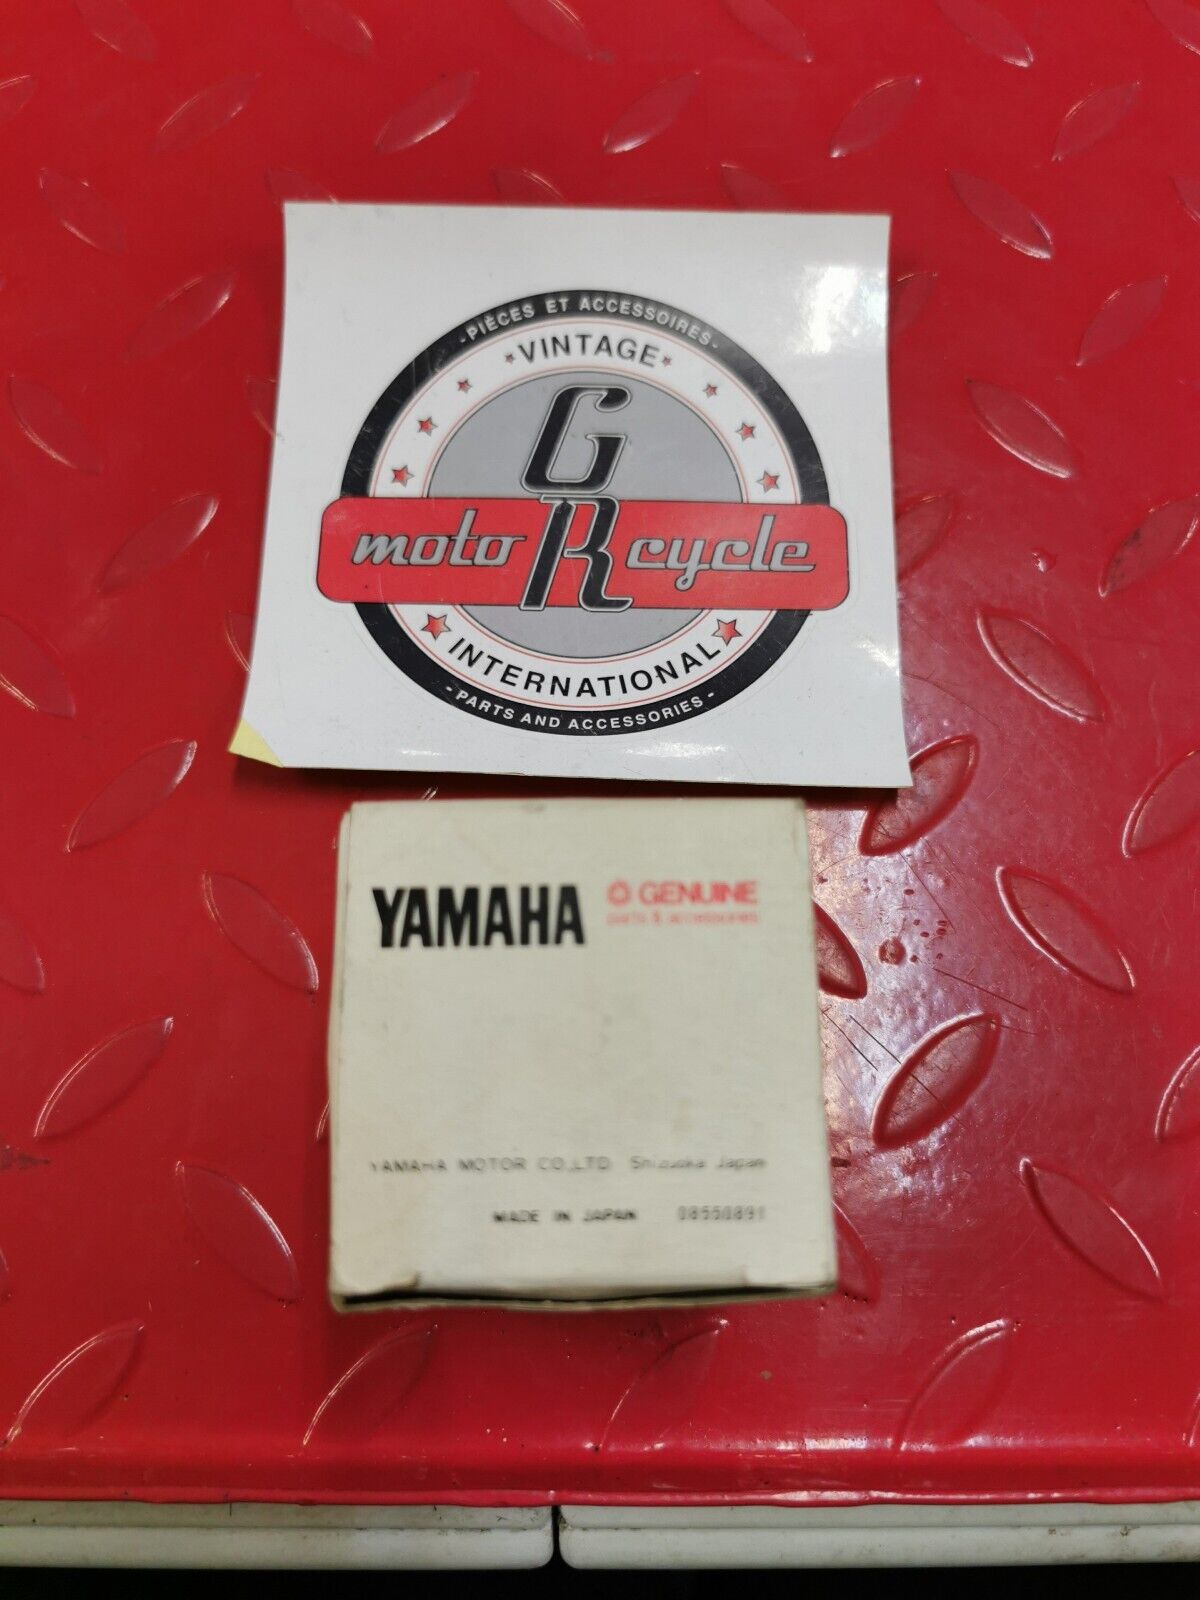 - PIÈCES ET ACCESSOIRES -
VINTAGE
GR
moto cycle
INTERNATIONAL
- PARTS AND ACCESSORIES -
YAMAHA GENUINE
parts & accessories
YAMAHA MOTOR CO.,LTD Shizuoka Japan
MADE IN JAPAN 08550891